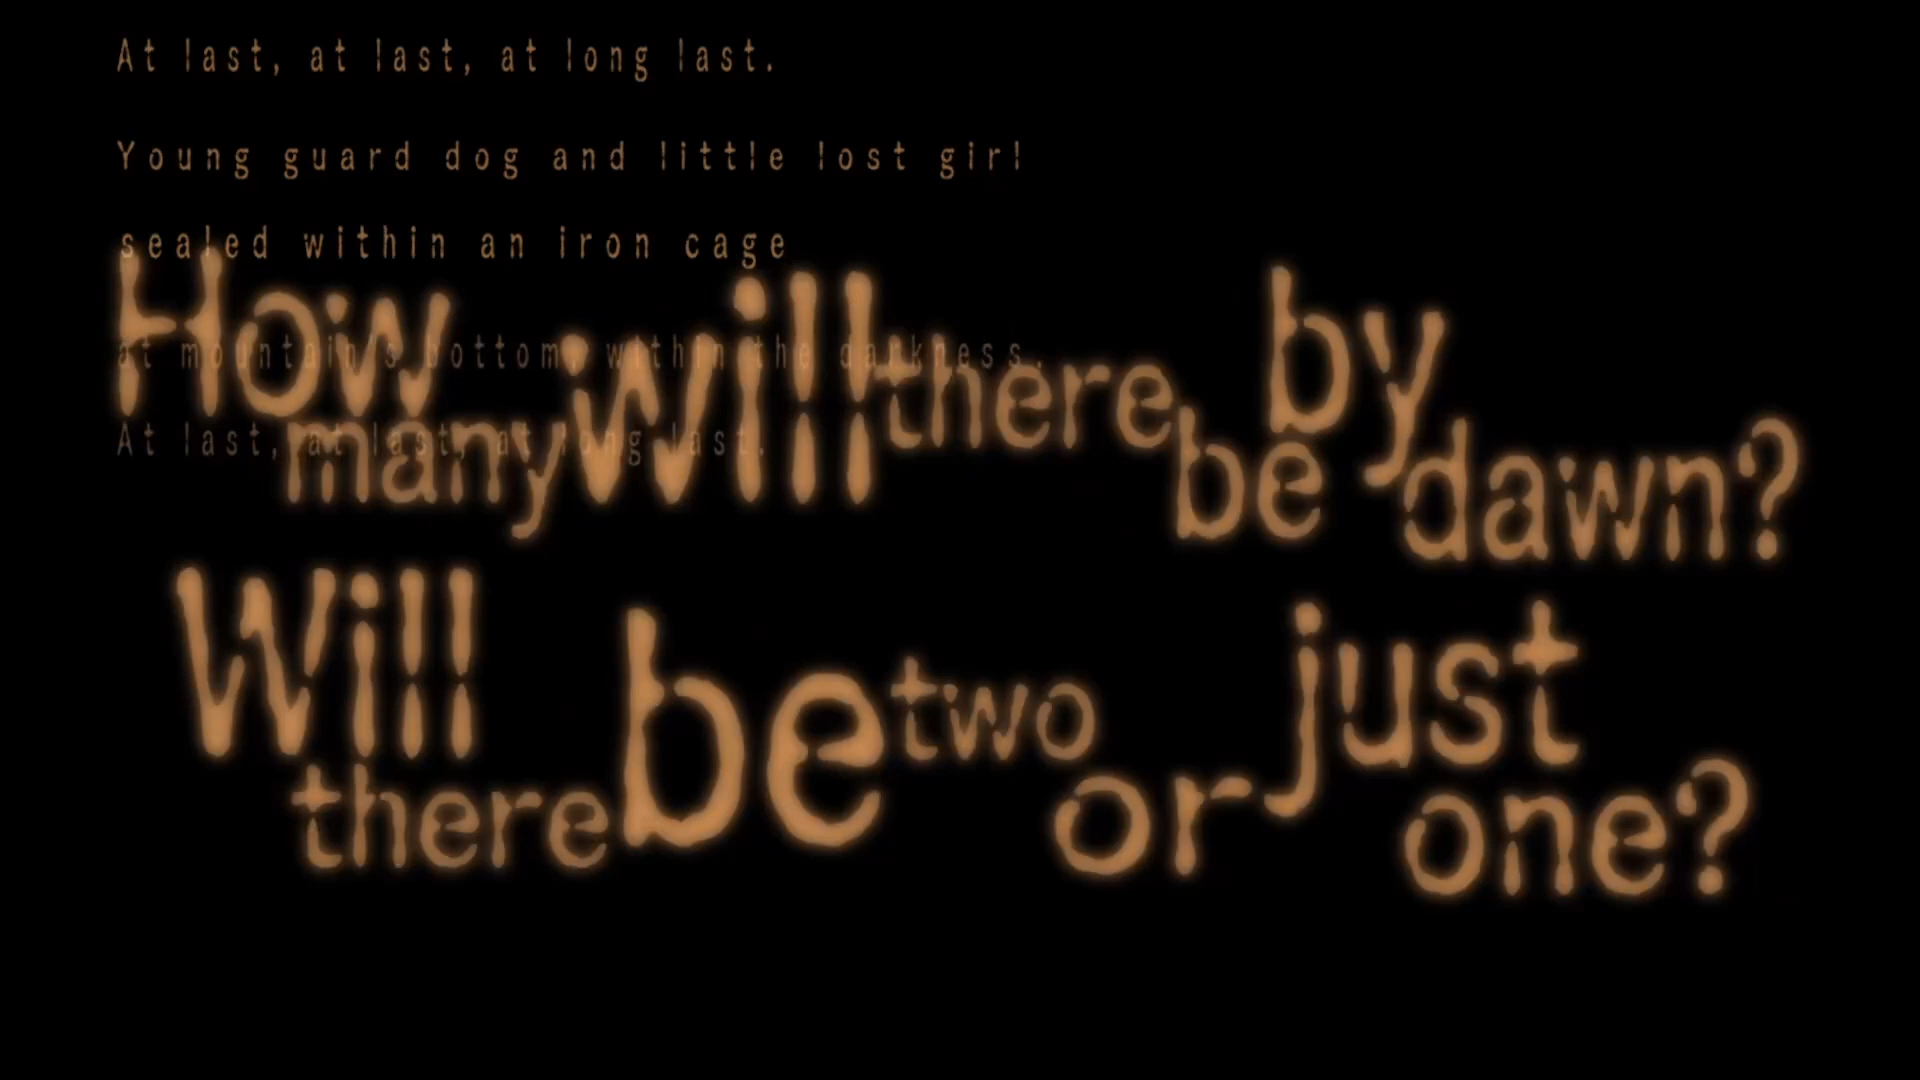 At last, at last, at long last.
Young guard dog and little lost girl
sealed within an iron cage
at mountain's bottom, within the darkness.
At last, at last, at long last.
How many will there be by dawn?
Will there be two or just one?